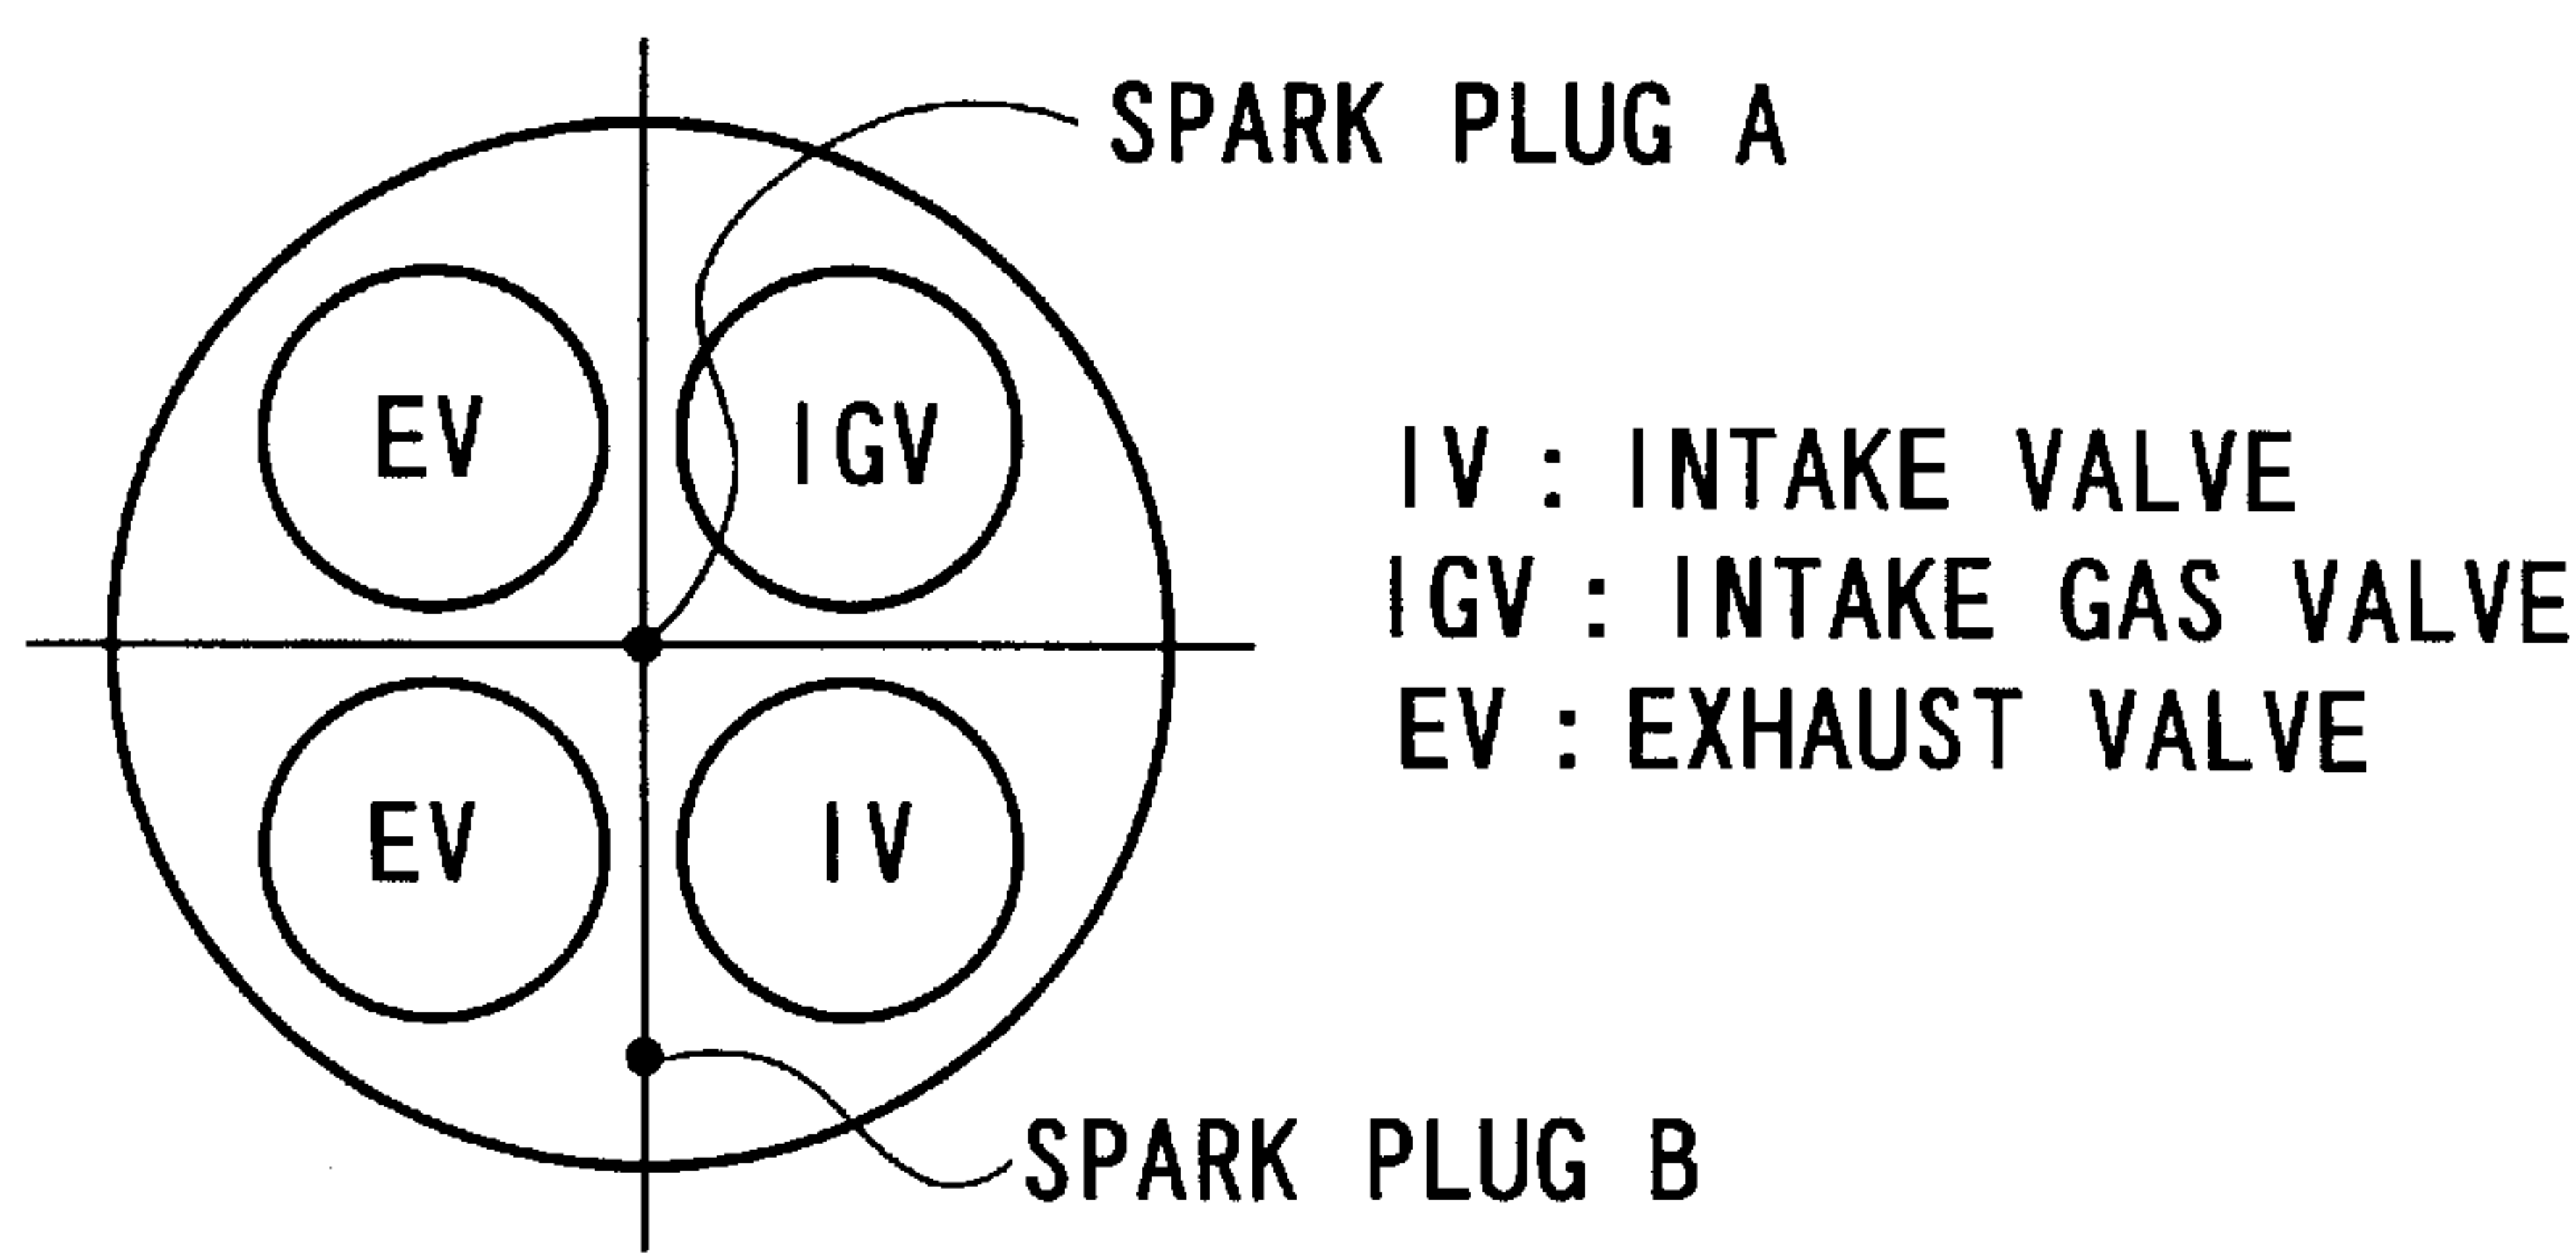 SPARK PLUG A
EV
IGV
IV : INTAKE VALVE
IGV : INTAKE GAS VALVE
EV : EXHAUST VALVE
EV
IV
SPARK PLUG B